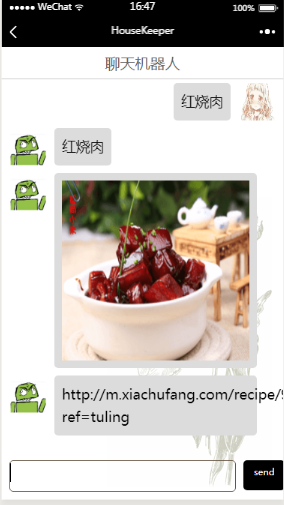 WeChat 16:47 100%
HouseKeeper
聊天机器人
红烧肉
红烧肉
http://m.xiachufang.com/recipe/
ref=tuling
send